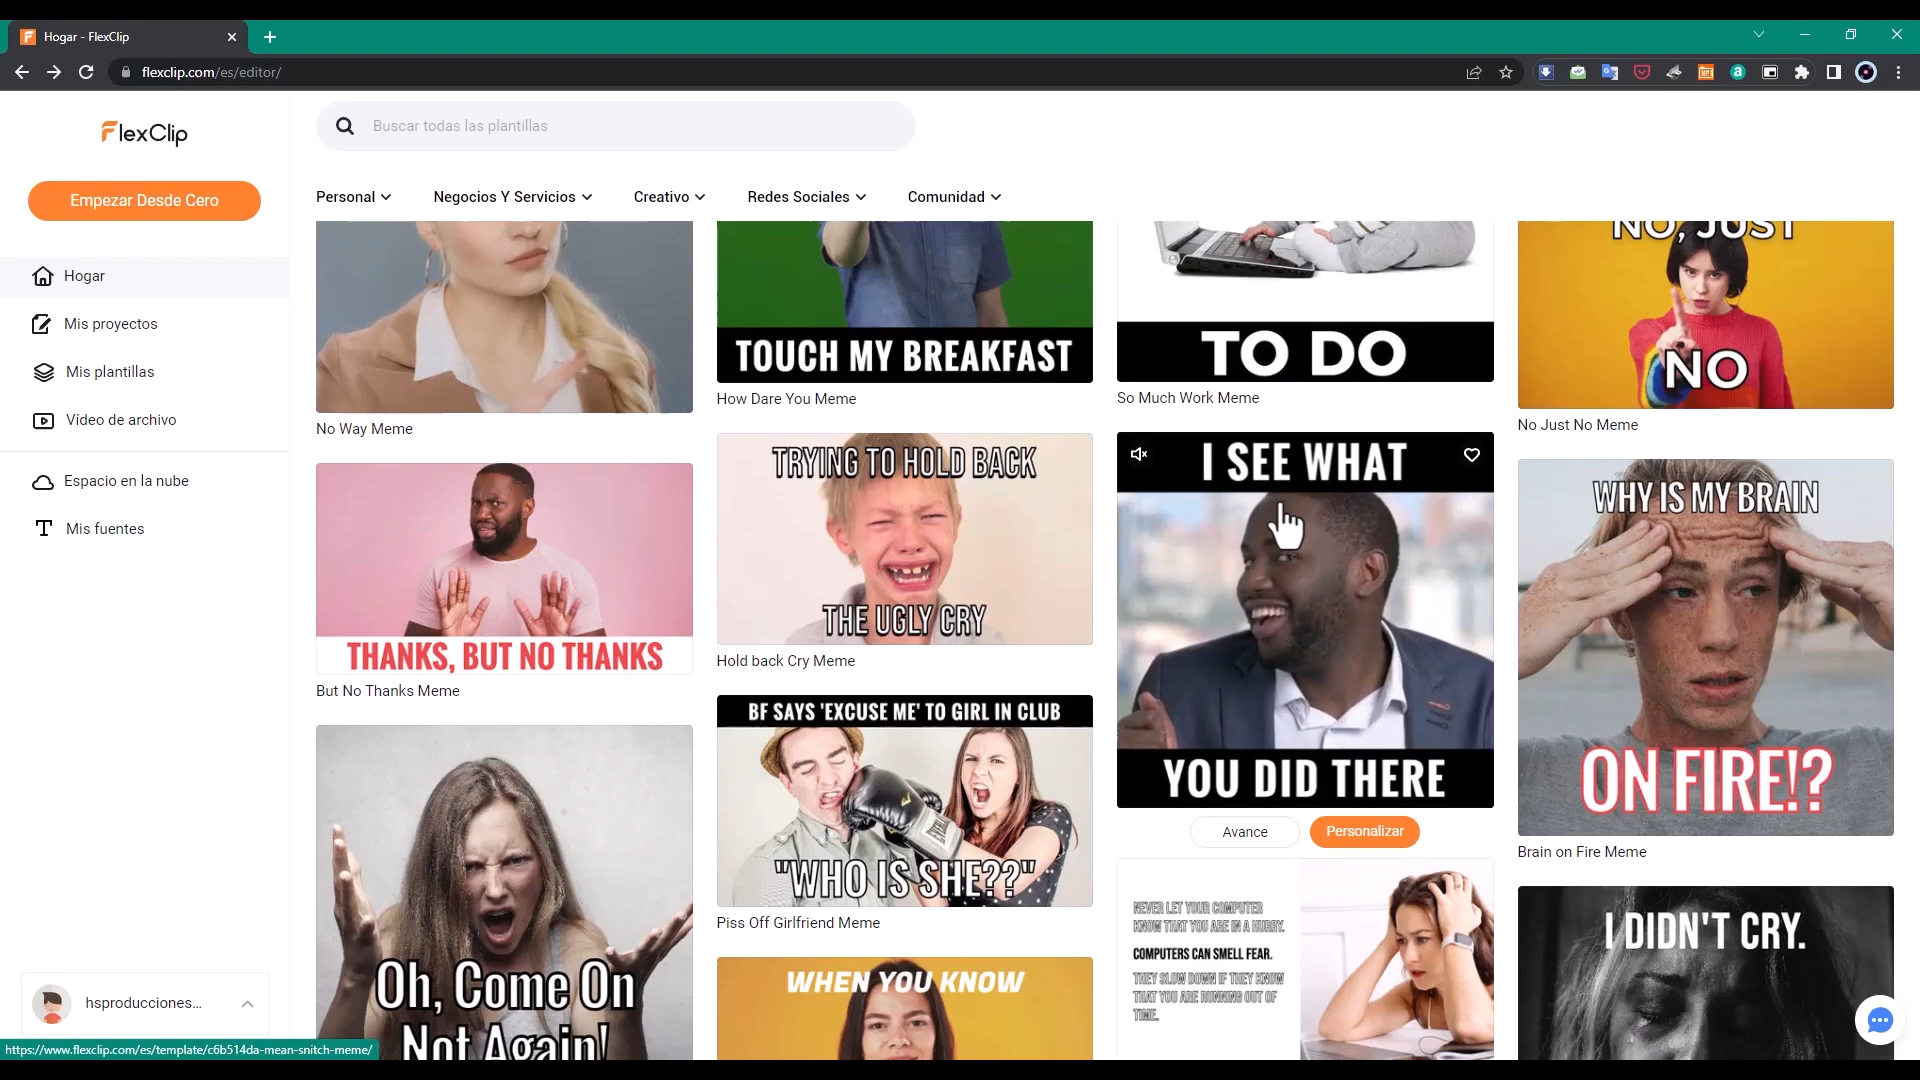 Hogar - FlexClip
flexclip.com/es/editor/
FlexClip
Empezar Desde Cero
Hogar
Mis proyectos
Mis plantillas
Vídeo de archivo
Espacio en la nube
Mis fuentes
hsproducciones...
https://www.flexclip.com/es/template/c6b514da-mean-snitch-meme/
Buscar todas las plantillas
Personal
Negocios Y Servicios
Creativo
Redes Sociales
Comunidad
No Way Meme
THANKS, BUT NO THANKS
But No Thanks Meme
Oh, Come On
Not Again!
TOUCH MY BREAKFAST
How Dare You Meme
TRYING TO HOLD BACK
THE UGLY CRY
Hold back Cry Meme
BF SAYS 'EXCUSE ME' TO GIRL IN CLUB
"WHO IS SHE??"
Piss Off Girlfriend Meme
WHEN YOU KNOW
TO DO
So Much Work Meme
I SEE WHAT
YOU DID THERE
Avance
Personalizar
NEVER LET YOUR COMPUTER
KNOW THAT YOU ARE IN A HURRY.
COMPUTERS CAN SMELL FEAR.
THEY SLOW DOWN IF THEY KNOW
THAT YOU ARE RUNNING OUT OF
TIME.
NO, JUST
NO
No Just No Meme
WHY IS MY BRAIN
ON FIRE!?
Brain on Fire Meme
I DIDN'T CRY.